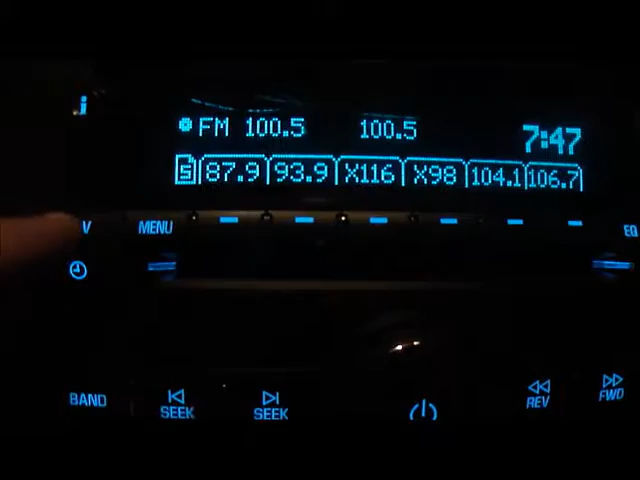 i
FM 100.5 100.5 7:47
5 87.9 93.9 X116 X98 104.1 106.7
V MENU EQ
BAND SEEK SEEK REV FWD